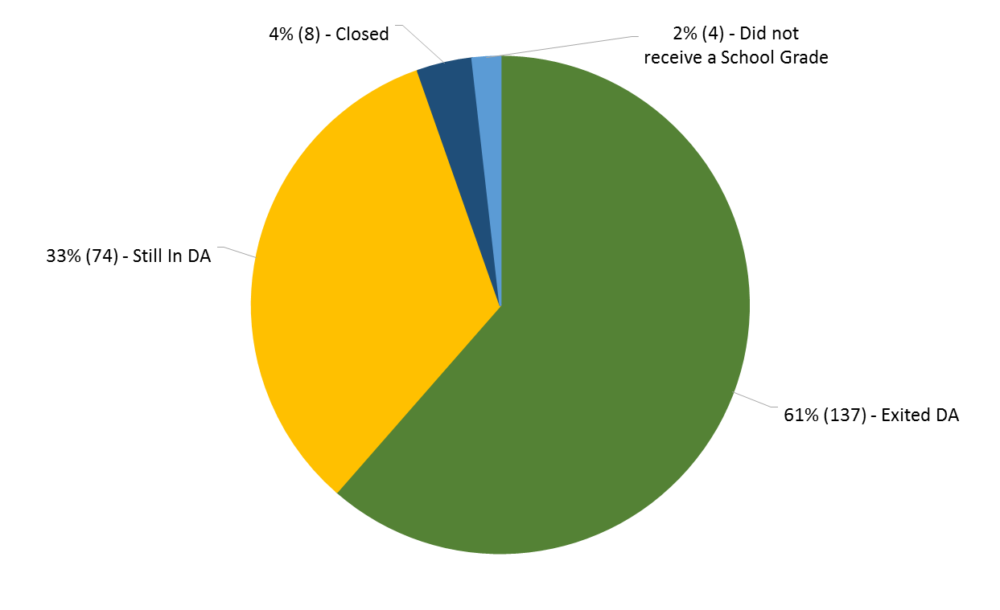 4% (8) - Closed
2% (4) - Did not
receive a School Grade
33% (74) - Still In DA
61% (137) - Exited DA